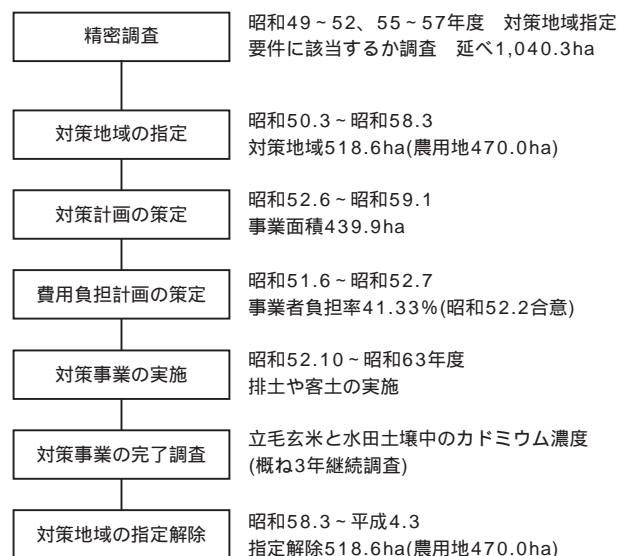 精密調査
昭和49~52、55~57年度　対策地域指定
要件に該当するか調査　延べ1,040.3ha
対策地域の指定
昭和50.3~昭和58.3
対策地域518.6ha(農用地470.0ha)
対策計画の策定
昭和52.6~昭和59.1
事業面積439.9ha
費用負担計画の策定
昭和51.6~昭和52.7
事業者負担率41.33%(昭和52.2合意)
対策事業の実施
昭和52.10~昭和63年度
排土や客土の実施
対策事業の完了調査
立毛玄米と水田土壌中のカドミウム濃度
(概ね3年継続調査)
対策地域の指定解除
昭和58.3~平成4.3
指定解除518.6ha(農用地470.0ha)